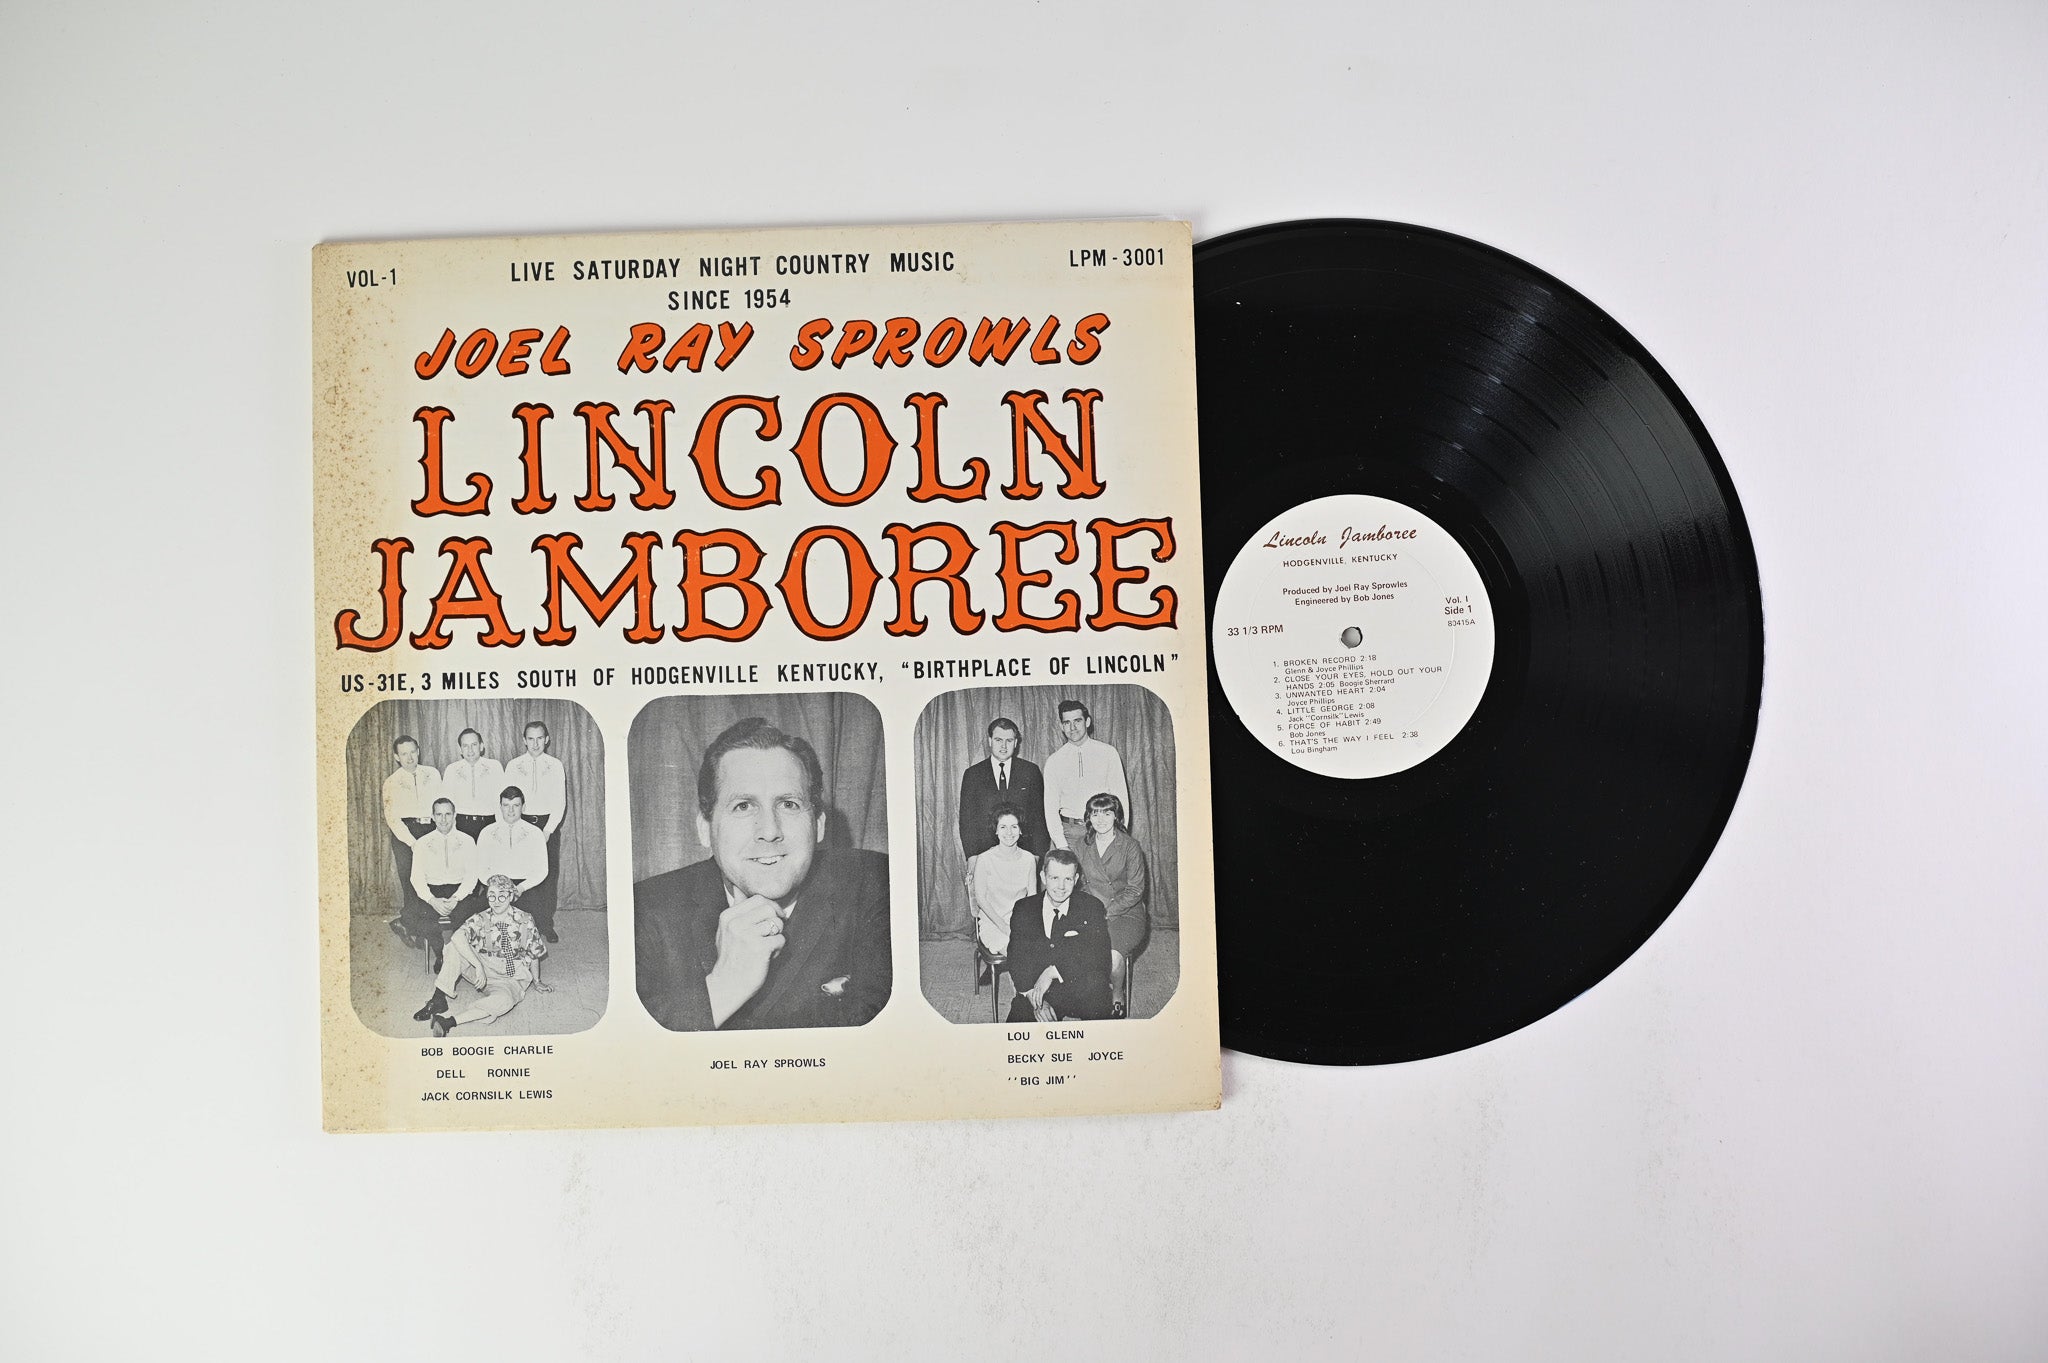 VOL-1
LIVE SATURDAY NIGHT COUNTRY MUSIC
LPM-3001
SINCE 1954
JOEL RAY SPROWLS
LINCOLN
JAMBOREE
US-31E, 3 MILES SOUTH OF HODGENVILLE KENTUCKY, "BIRTHPLACE OF LINCOLN"
BOB BOOGIE CHARLIE
DELL RONNIE
JACK CORNSILK LEWIS
JOEL RAY SPROWLS
LOU GLENN
BECKY SUE JOYCE
''BIG JIM''
Lincoln Jamboree
HODGENVILLE, KENTUCKY
Produced by Joel Ray Sprowles
Engineered by Bob Jones
Vol. I
Side 1
80415A
33 1/3 RPM
1. BROKEN RECORD 2:18
Glenn & Joyce Phillips
2. CLOSE YOUR EYES, HOLD OUT YOUR
HANDS 2:05 Boogie Sherrard
3. UNWANTED HEART 2:04
Joyce Phillips
4. LITTLE GEORGE 2:08
Jack "Cornsilk" Lewis
5. FORCE OF HABIT 2:49
Bob Jones
6. THAT'S THE WAY I FEEL 2:38
Lou Bingham